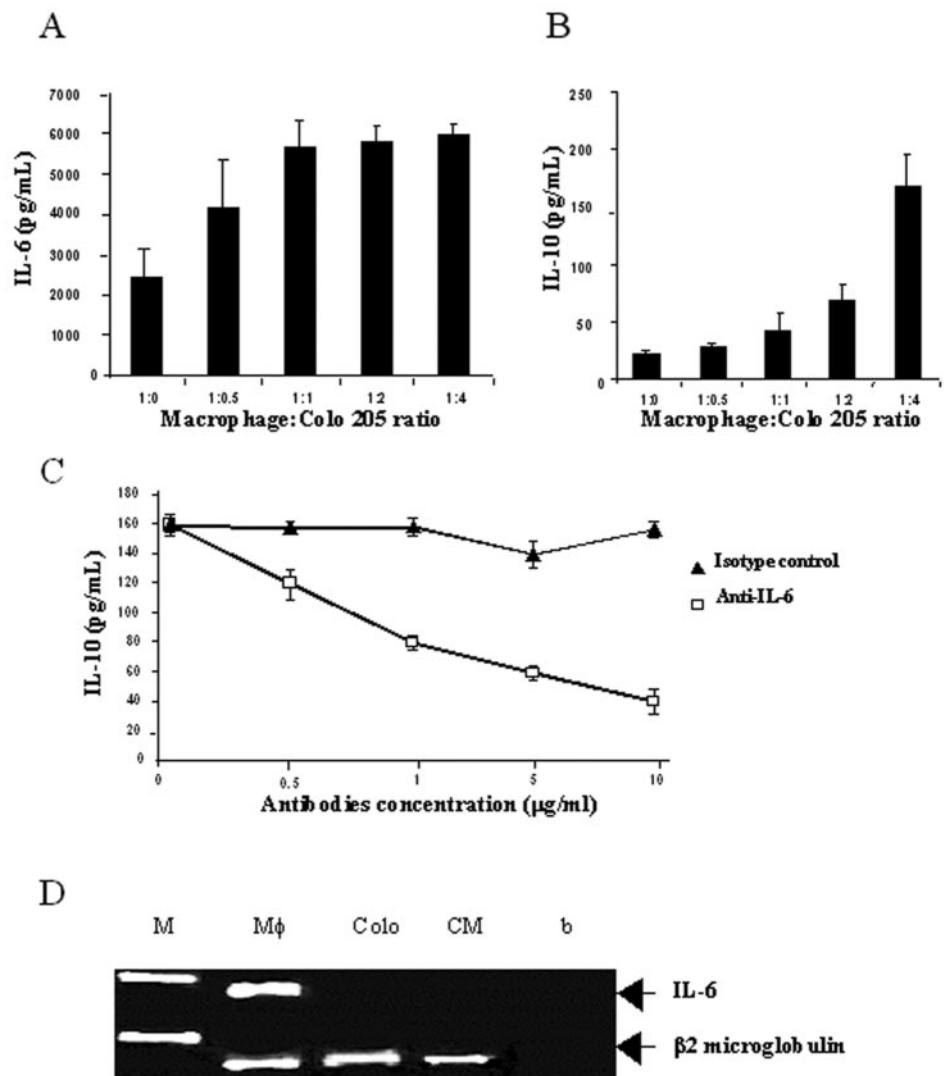 A
B
7000
6000
5000
4000
3000
2000
1000
0
IL-6 (pg/mL)
1:0 1:0.5 1:1 1:2 1:4
Macrophage:Colo 205 ratio
250
200
150
100
50
0
IL-10 (pg/mL)
1:0 1:0.5 1:1 1:2 1:4
Macrophage:Colo 205 ratio
C
180
160
140
120
100
80
60
40
20
0
IL-10 (pg/mL)
0 0.5 1 5 10
Antibodies concentration (µg/ml)
Isotype control
Anti-IL-6
D
M Mϕ Colo CM b
IL-6
β2 microglobulin